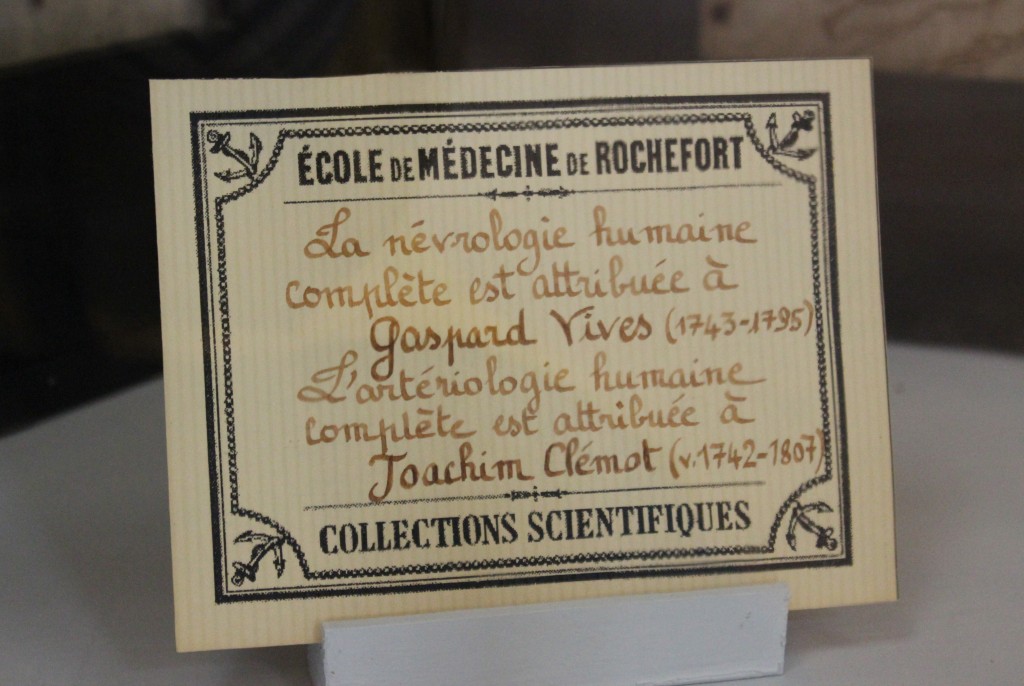 ÉCOLE DE MÉDECINE DE ROCHEFORT
La névrologie humaine
complète est attribuée à
Gaspard Vives (1743-1795)
L'artériologie humaine
complète est attribuée à
Joachim Clémot (v.1742-1807)
COLLECTIONS SCIENTIFIQUES